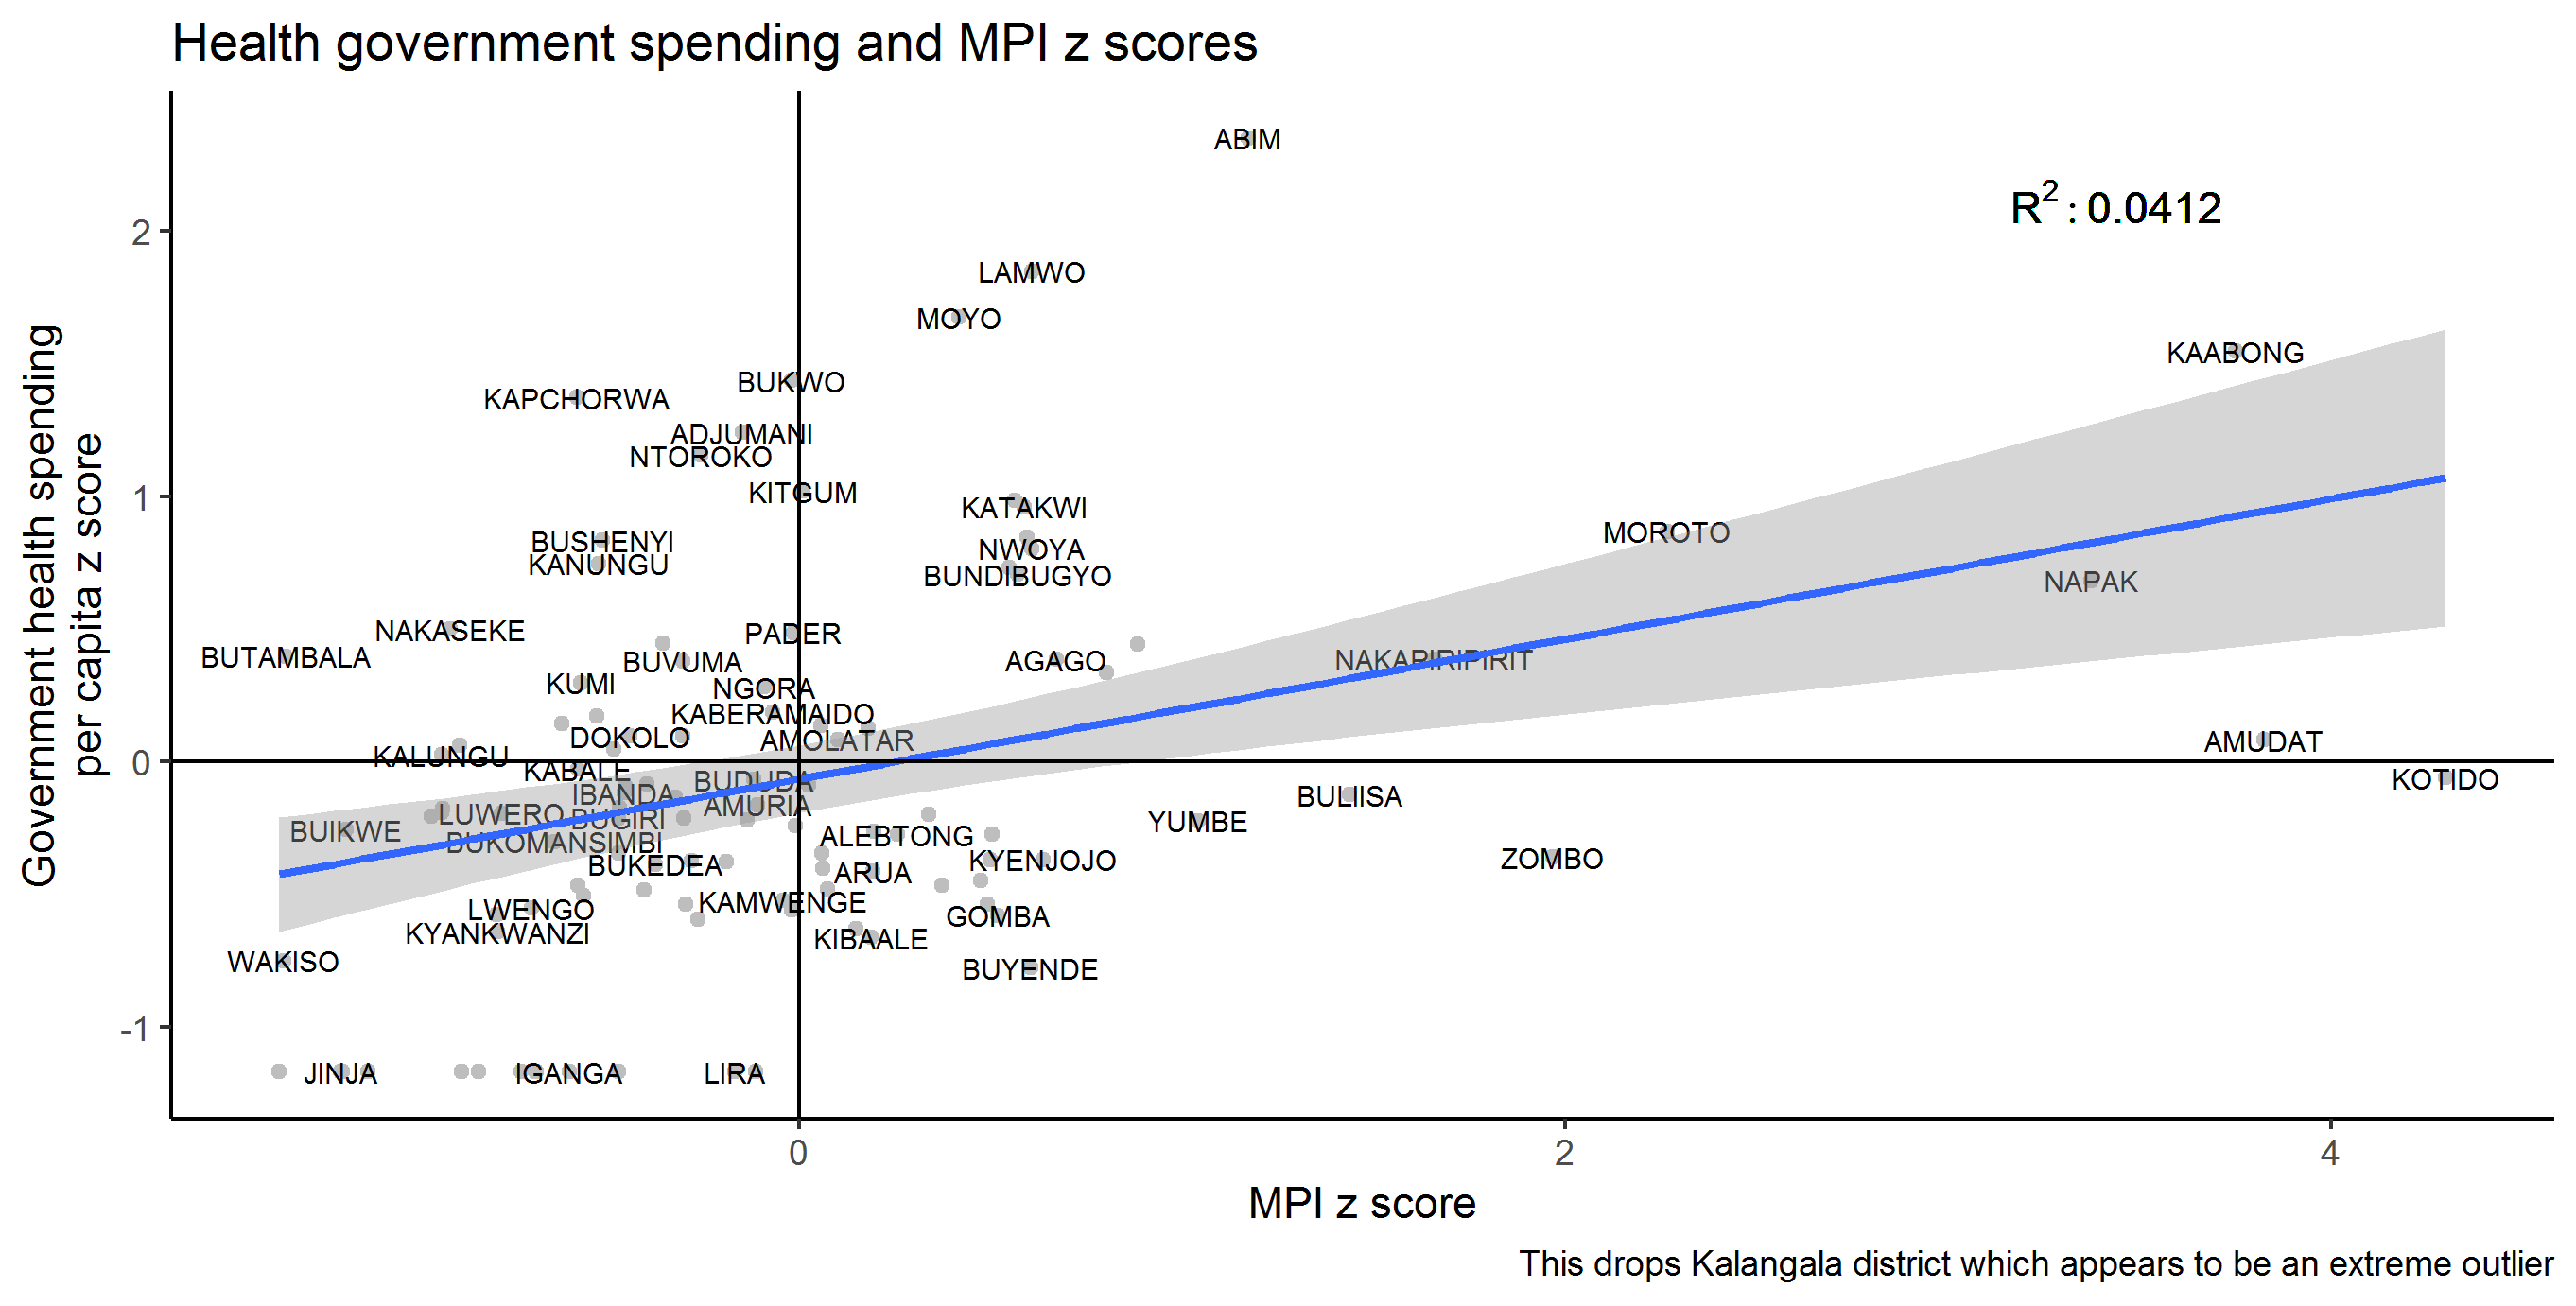 Health government spending and MPI z scores
ABIM
R²: 0.0412
2
LAMWO
MOYO
KAABONG
BUKWO
KAPCHORWA
ADJUMANI
NTOROKO
KITGUM
1
KATAKWI
MOROTO
BUSHENYI
NWOYA
KANUNGU
BUNDIBUGYO
NAPAK
NAKASEKE
PADER
BUTAMBALA
BUVUMA
AGAGO
NAKAPIRIPIRIT
KUMI
NGORA
KABERAMAIDO
DOKOLO
AMOLATAR
AMUDAT
KALUNGU
0
KABALE
BUDUDA
KOTIDO
IBANDA
BULIISA
AMURIA
LUWERO
BUGIRI
YUMBE
BUIKWE
ALEBTONG
BUKOMANSIMBI
ZOMBO
KYENJOJO
BUKEDEA
ARUA
KAMWENGE
LWENGO
GOMBA
KYANKWANZI
KIBAALE
WAKISO
BUYENDE
-1
JINJA
IGANGA
LIRA
Government health spending
per capita z score
0
2
4
MPI z score
This drops Kalangala district which appears to be an extreme outlier